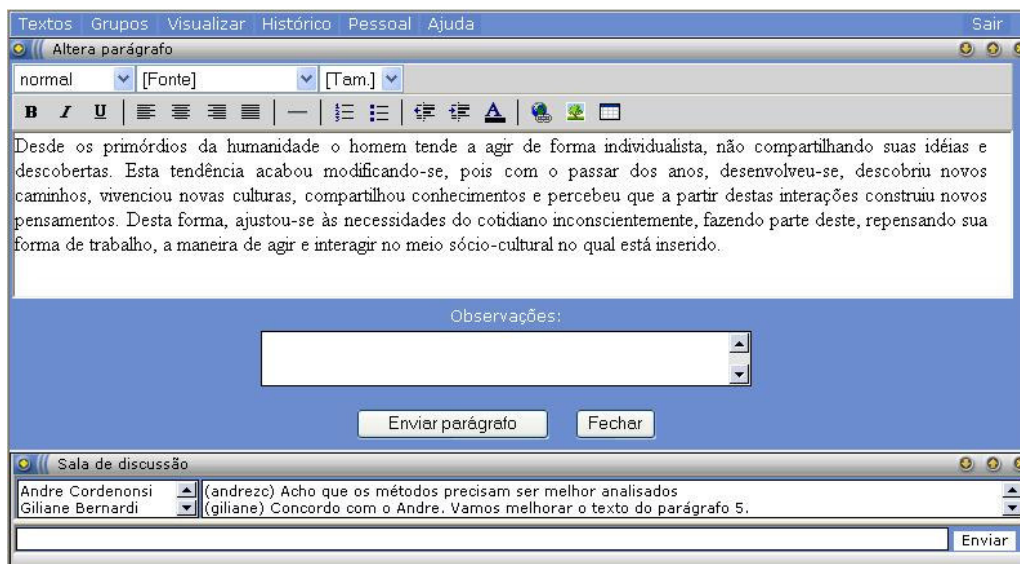 Textos Grupos Visualizar Histórico Pessoal Ajuda Sair
Altera parágrafo
normal [Fonte] [Tam.]
B I U A
Desde os primórdios da humanidade o homem tende a agir de forma individualista, não compartilhando suas idéias e
descobertas. Esta tendência acabou modificando-se, pois com o passar dos anos, desenvolveu-se, descobriu novos
caminhos, vivenciou novas culturas, compartilhou conhecimentos e percebeu que a partir destas interações construiu novos
pensamentos. Desta forma, ajustou-se às necessidades do cotidiano inconscientemente, fazendo parte deste, repensando sua
forma de trabalho, a maneira de agir e interagir no meio sócio-cultural no qual está inserido.
Observações:
Enviar parágrafo Fechar
Sala de discussão
Andre Cordenonsi (andrezc) Acho que os métodos precisam ser melhor analisados
Giliane Bernardi (giliane) Concordo com o Andre. Vamos melhorar o texto do parágrafo 5.
Enviar